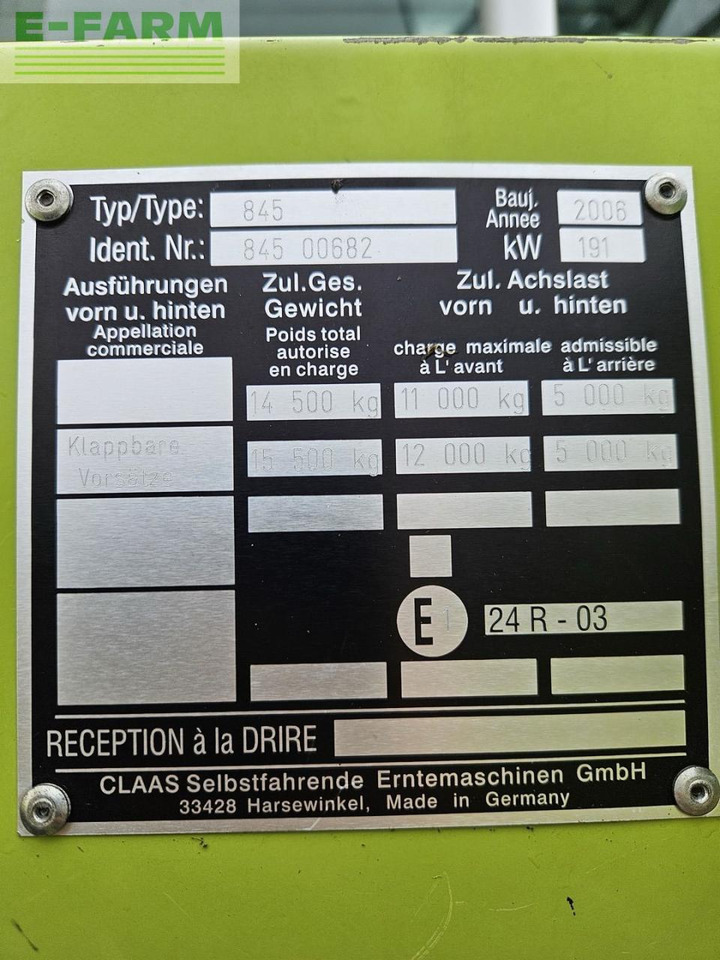 E-FARM
Typ/Type: 845 Bauj. Année 2006
Ident. Nr.: 845 00682 kW 191
Ausführungen vorn u. hinten
Appellation commerciale
Zul.Ges. Gewicht
Poids total autorise en charge
Zul. Achslast vorn u. hinten
charge maximale admissible
à L'avant à L'arrière
14 500 kg 11 000 kg 5 000 kg
Klappbare Vorsätze 15 500 kg 12 000 kg 5 000 kg
E1 24 R - 03
RECEPTION à la DRIRE
CLAAS Selbstfahrende Erntemaschinen GmbH
33428 Harsewinkel, Made in Germany